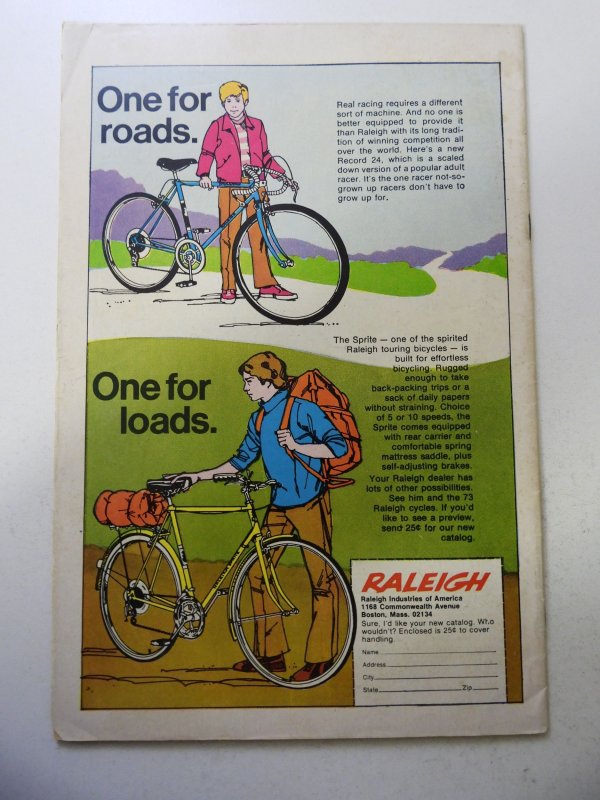 One for
roads.
Real racing requires a different
sort of machine. And no one is
better equipped to provide it
than Raleigh with its long tradi-
tion of winning competition all
over the world. Here's a new
Record 24, which is a scaled
down version of a popular adult
racer. It's the one racer not-so-
grown up racers don't have to
grow up for.
The Sprite — one of the spirited
Raleigh touring bicycles — is
built for effortless
bicycling. Rugged
enough to take
back-packing trips or a
sack of daily papers
without straining. Choice
of 5 or 10 speeds, the
Sprite comes equipped
with rear carrier and
comfortable spring
mattress saddle, plus
self-adjusting brakes.
Your Raleigh dealer has
lots of other possibilities.
See him and the 73
Raleigh cycles. If you'd
like to see a preview,
send 25¢ for our new
catalog.
One for
loads.
RALEIGH
Raleigh Industries of America
1168 Commonwealth Avenue
Boston, Mass. 02134
Sure, I'd like your new catalog. Who
wouldn't? Enclosed is 25¢ to cover
handling.
Name
Address
City
State Zip